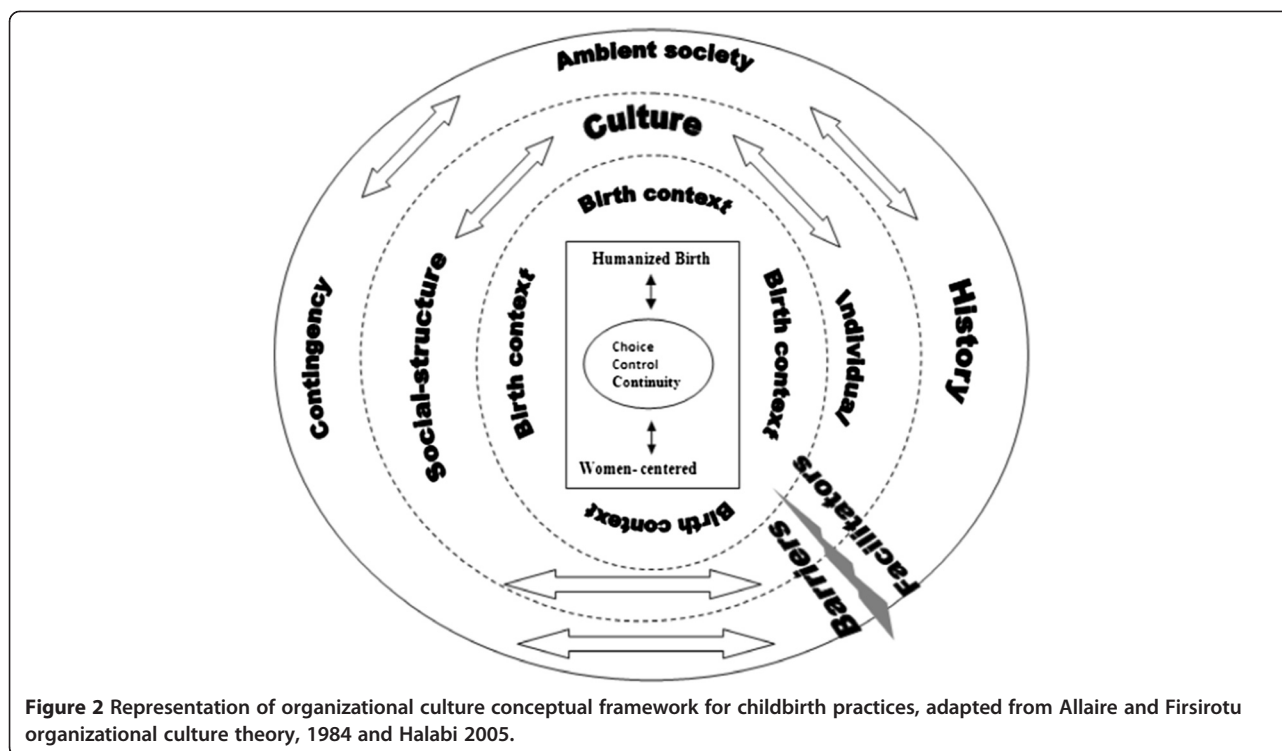 Ambient society
Culture
Birth context
Humanized Birth
Choice
Control
Continuity
Women- centered
Birth context
Birth context
Birth context
Social-structure
Individual
Contingency
History
Facilitators
Barriers
Figure 2 Representation of organizational culture conceptual framework for childbirth practices, adapted from Allaire and Firsirotu
organizational culture theory, 1984 and Halabi 2005.